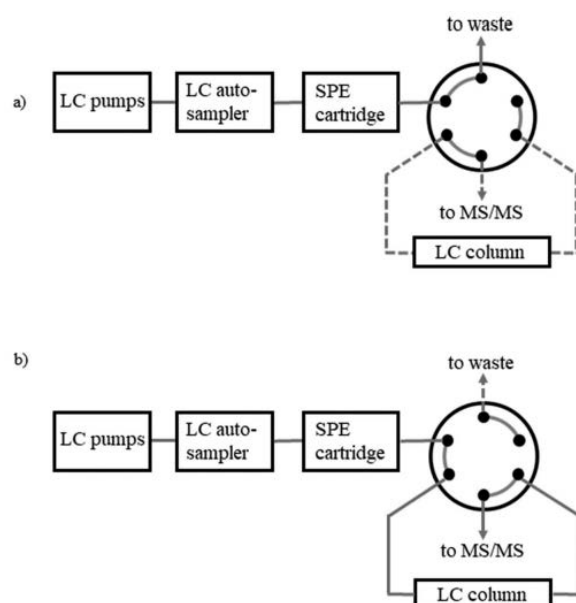 to waste
a)
LC pumps
LC auto-
sampler
SPE
cartridge
to MS/MS
LC column
b)
to waste
LC pumps
LC auto-
sampler
SPE
cartridge
to MS/MS
LC column